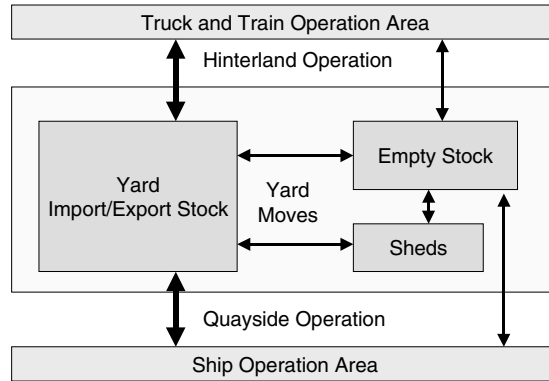 Truck and Train Operation Area
Hinterland Operation
Yard
Import/Export Stock
Yard
Moves
Empty Stock
Sheds
Quayside Operation
Ship Operation Area